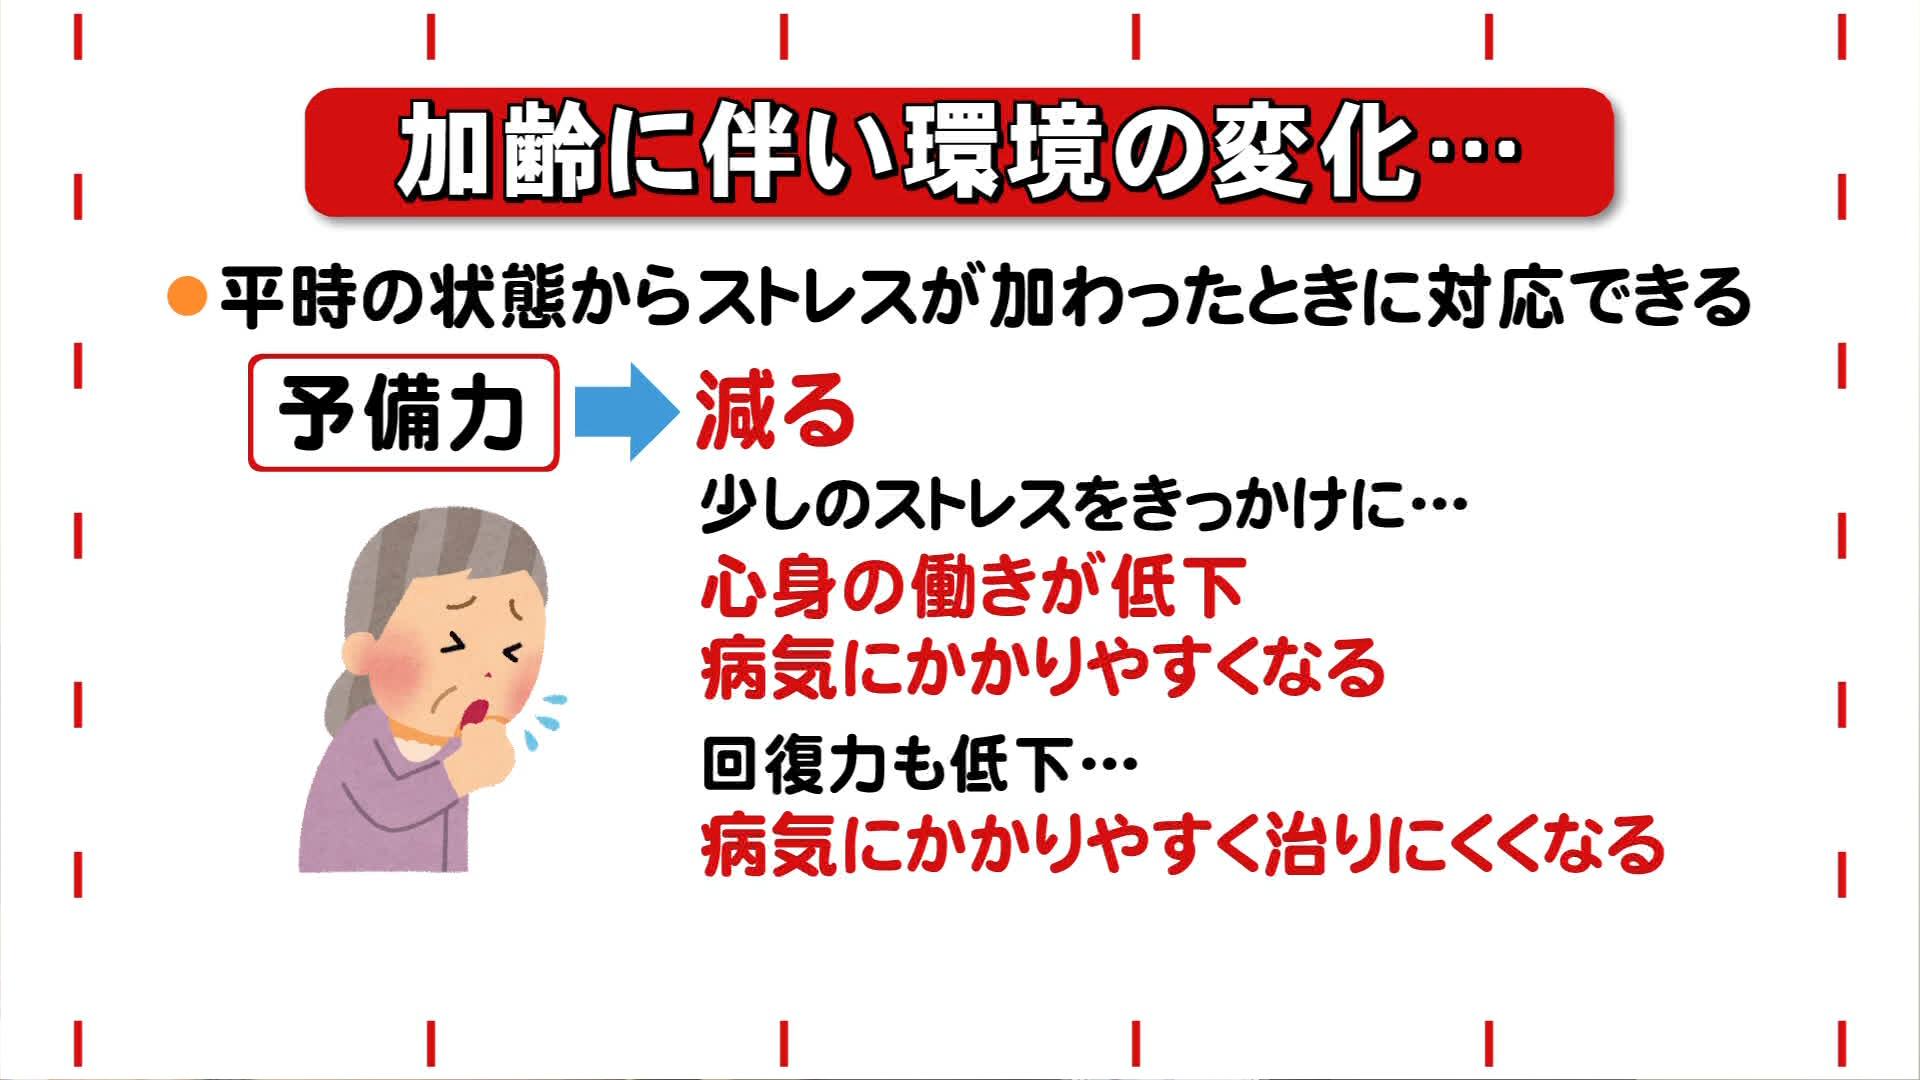 加齢に伴い環境の変化…
●平時の状態からストレスが加わったときに対応できる
予備力 減る
少しのストレスをきっかけに…
心身の働きが低下
病気にかかりやすくなる
回復力も低下…
病気にかかりやすく治りにくくなる